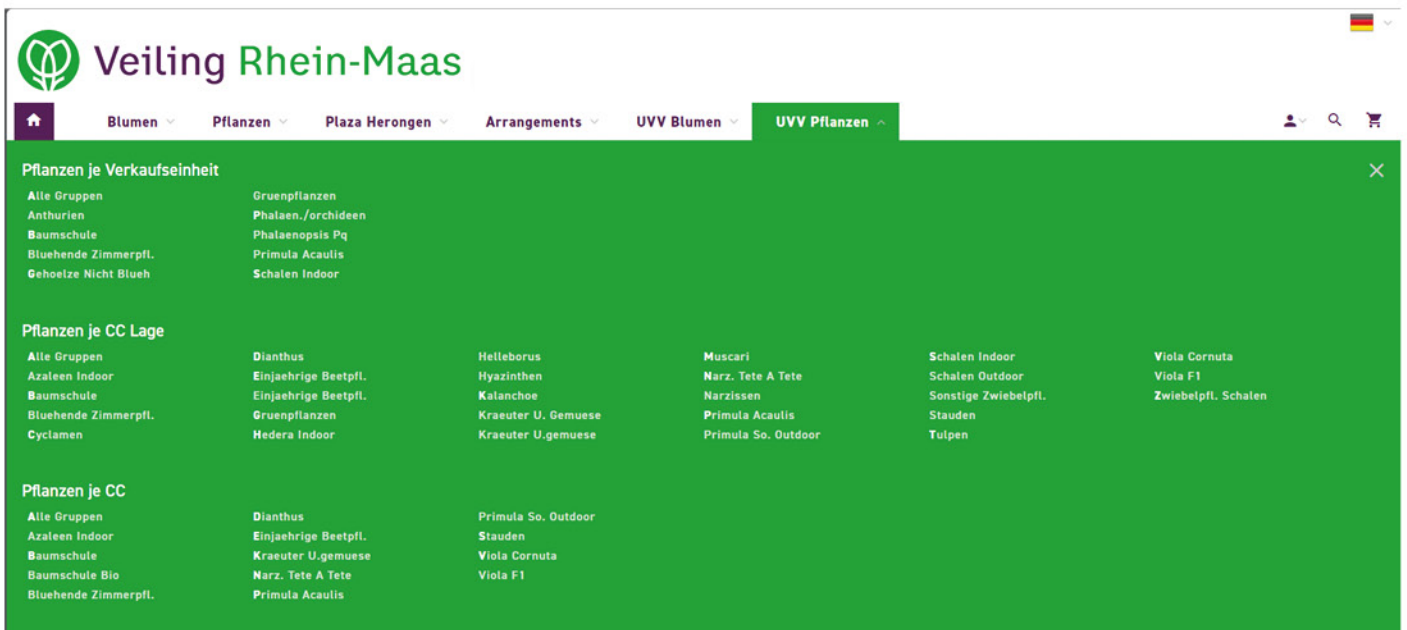 Veiling Rhein-Maas
Blumen Pflanzen Plaza Herongen Arrangements UVV Blumen UVV Pflanzen
Pflanzen je Verkaufseinheit
Alle Gruppen Gruenpflanzen
Anthurien Phalaen./orchideen
Baumschule Phalaenopsis Pq
Bluehende Zimmerpfl. Primula Acaulis
Gehoelze Nicht Blueh Schalen Indoor
Pflanzen je CC Lage
Alle Gruppen Dianthus Helleborus Muscari Schalen Indoor Viola Cornuta
Azaleen Indoor Einjaehrige Beetpfl. Hyazinthen Narz. Tete A Tete Schalen Outdoor Viola F1
Baumschule Einjaehrige Beetpfl. Kalanchoe Narzissen Sonstige Zwiebelpfl. Zwiebelpfl. Schalen
Bluehende Zimmerpfl. Gruenpflanzen Kraeuter U. Gemuese Primula Acaulis Stauden
Cyclamen Hedera Indoor Kraeuter U.gemuese Primula So. Outdoor Tulpen
Pflanzen je CC
Alle Gruppen Dianthus Primula So. Outdoor
Azaleen Indoor Einjaehrige Beetpfl. Stauden
Baumschule Kraeuter U.gemuese Viola Cornuta
Baumschule Bio Narz. Tete A Tete Viola F1
Bluehende Zimmerpfl. Primula Acaulis